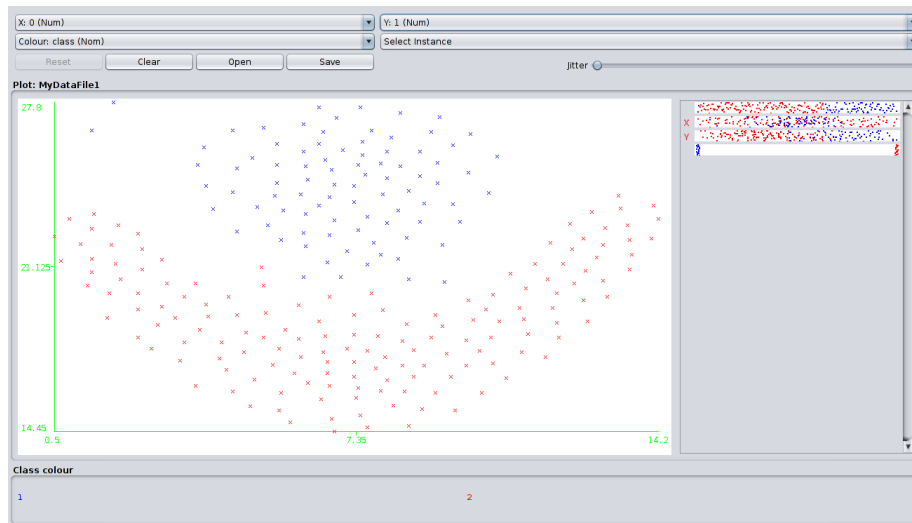 X: 0 (Num) Y: 1 (Num)
Colour: class (Nom) Select Instance
Reset Clear Open Save Jitter
Plot: MyDataFile1
27.8
X
Y
21.125
14.45
0.5 7.35 14.2
Class colour
1 2